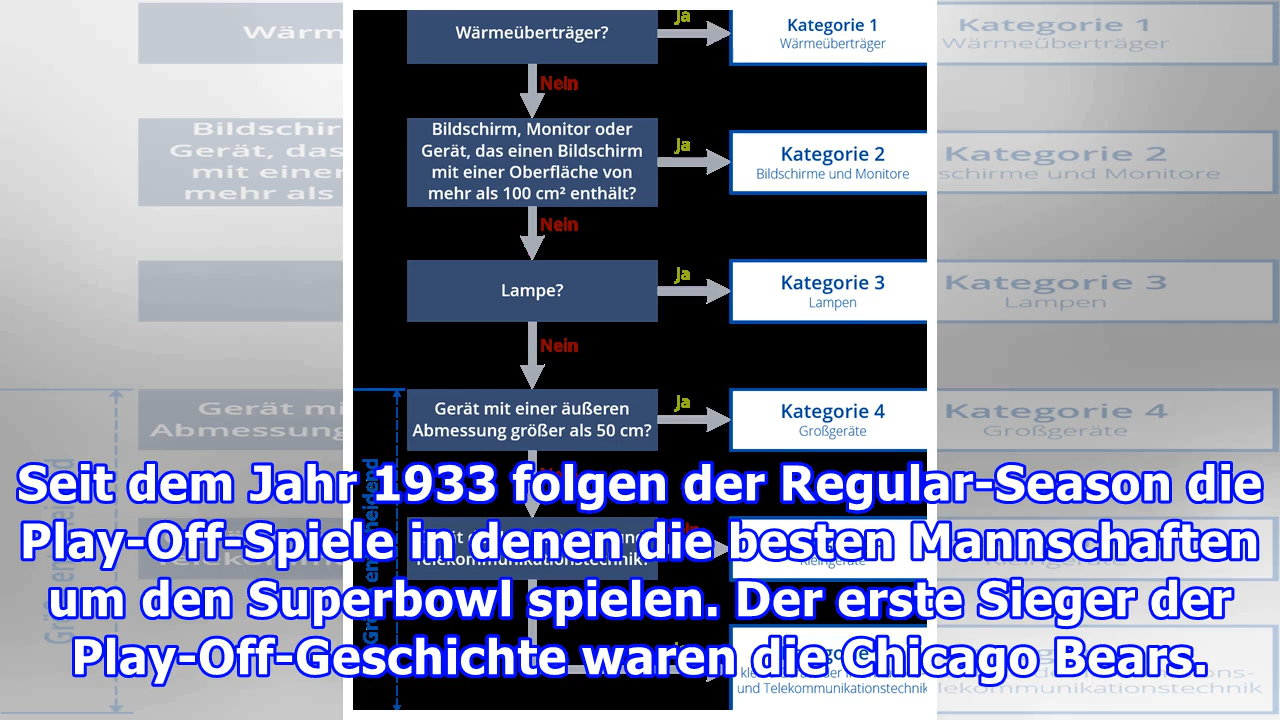 Wärmeüberträger?
Ja
Kategorie 1
Wärmeüberträger
Nein
Bildschirm, Monitor oder
Gerät, das einen Bildschirm
mit einer Oberfläche von
mehr als 100 cm² enthält?
Ja
Kategorie 2
Bildschirme und Monitore
Nein
Lampe?
Ja
Kategorie 3
Lampen
Nein
Gerät mit einer äußeren
Abmessung größer als 50 cm?
Ja
Kategorie 4
Großgeräte
Seit dem Jahr 1933 folgen der Regular-Season die
Play-Off-Spiele in denen die besten Mannschaften
um den Superbowl spielen. Der erste Sieger der
Play-Off-Geschichte waren die Chicago Bears.
Telekommunikationstechnik?
Kleingeräte
und Telekommunikationstechnik